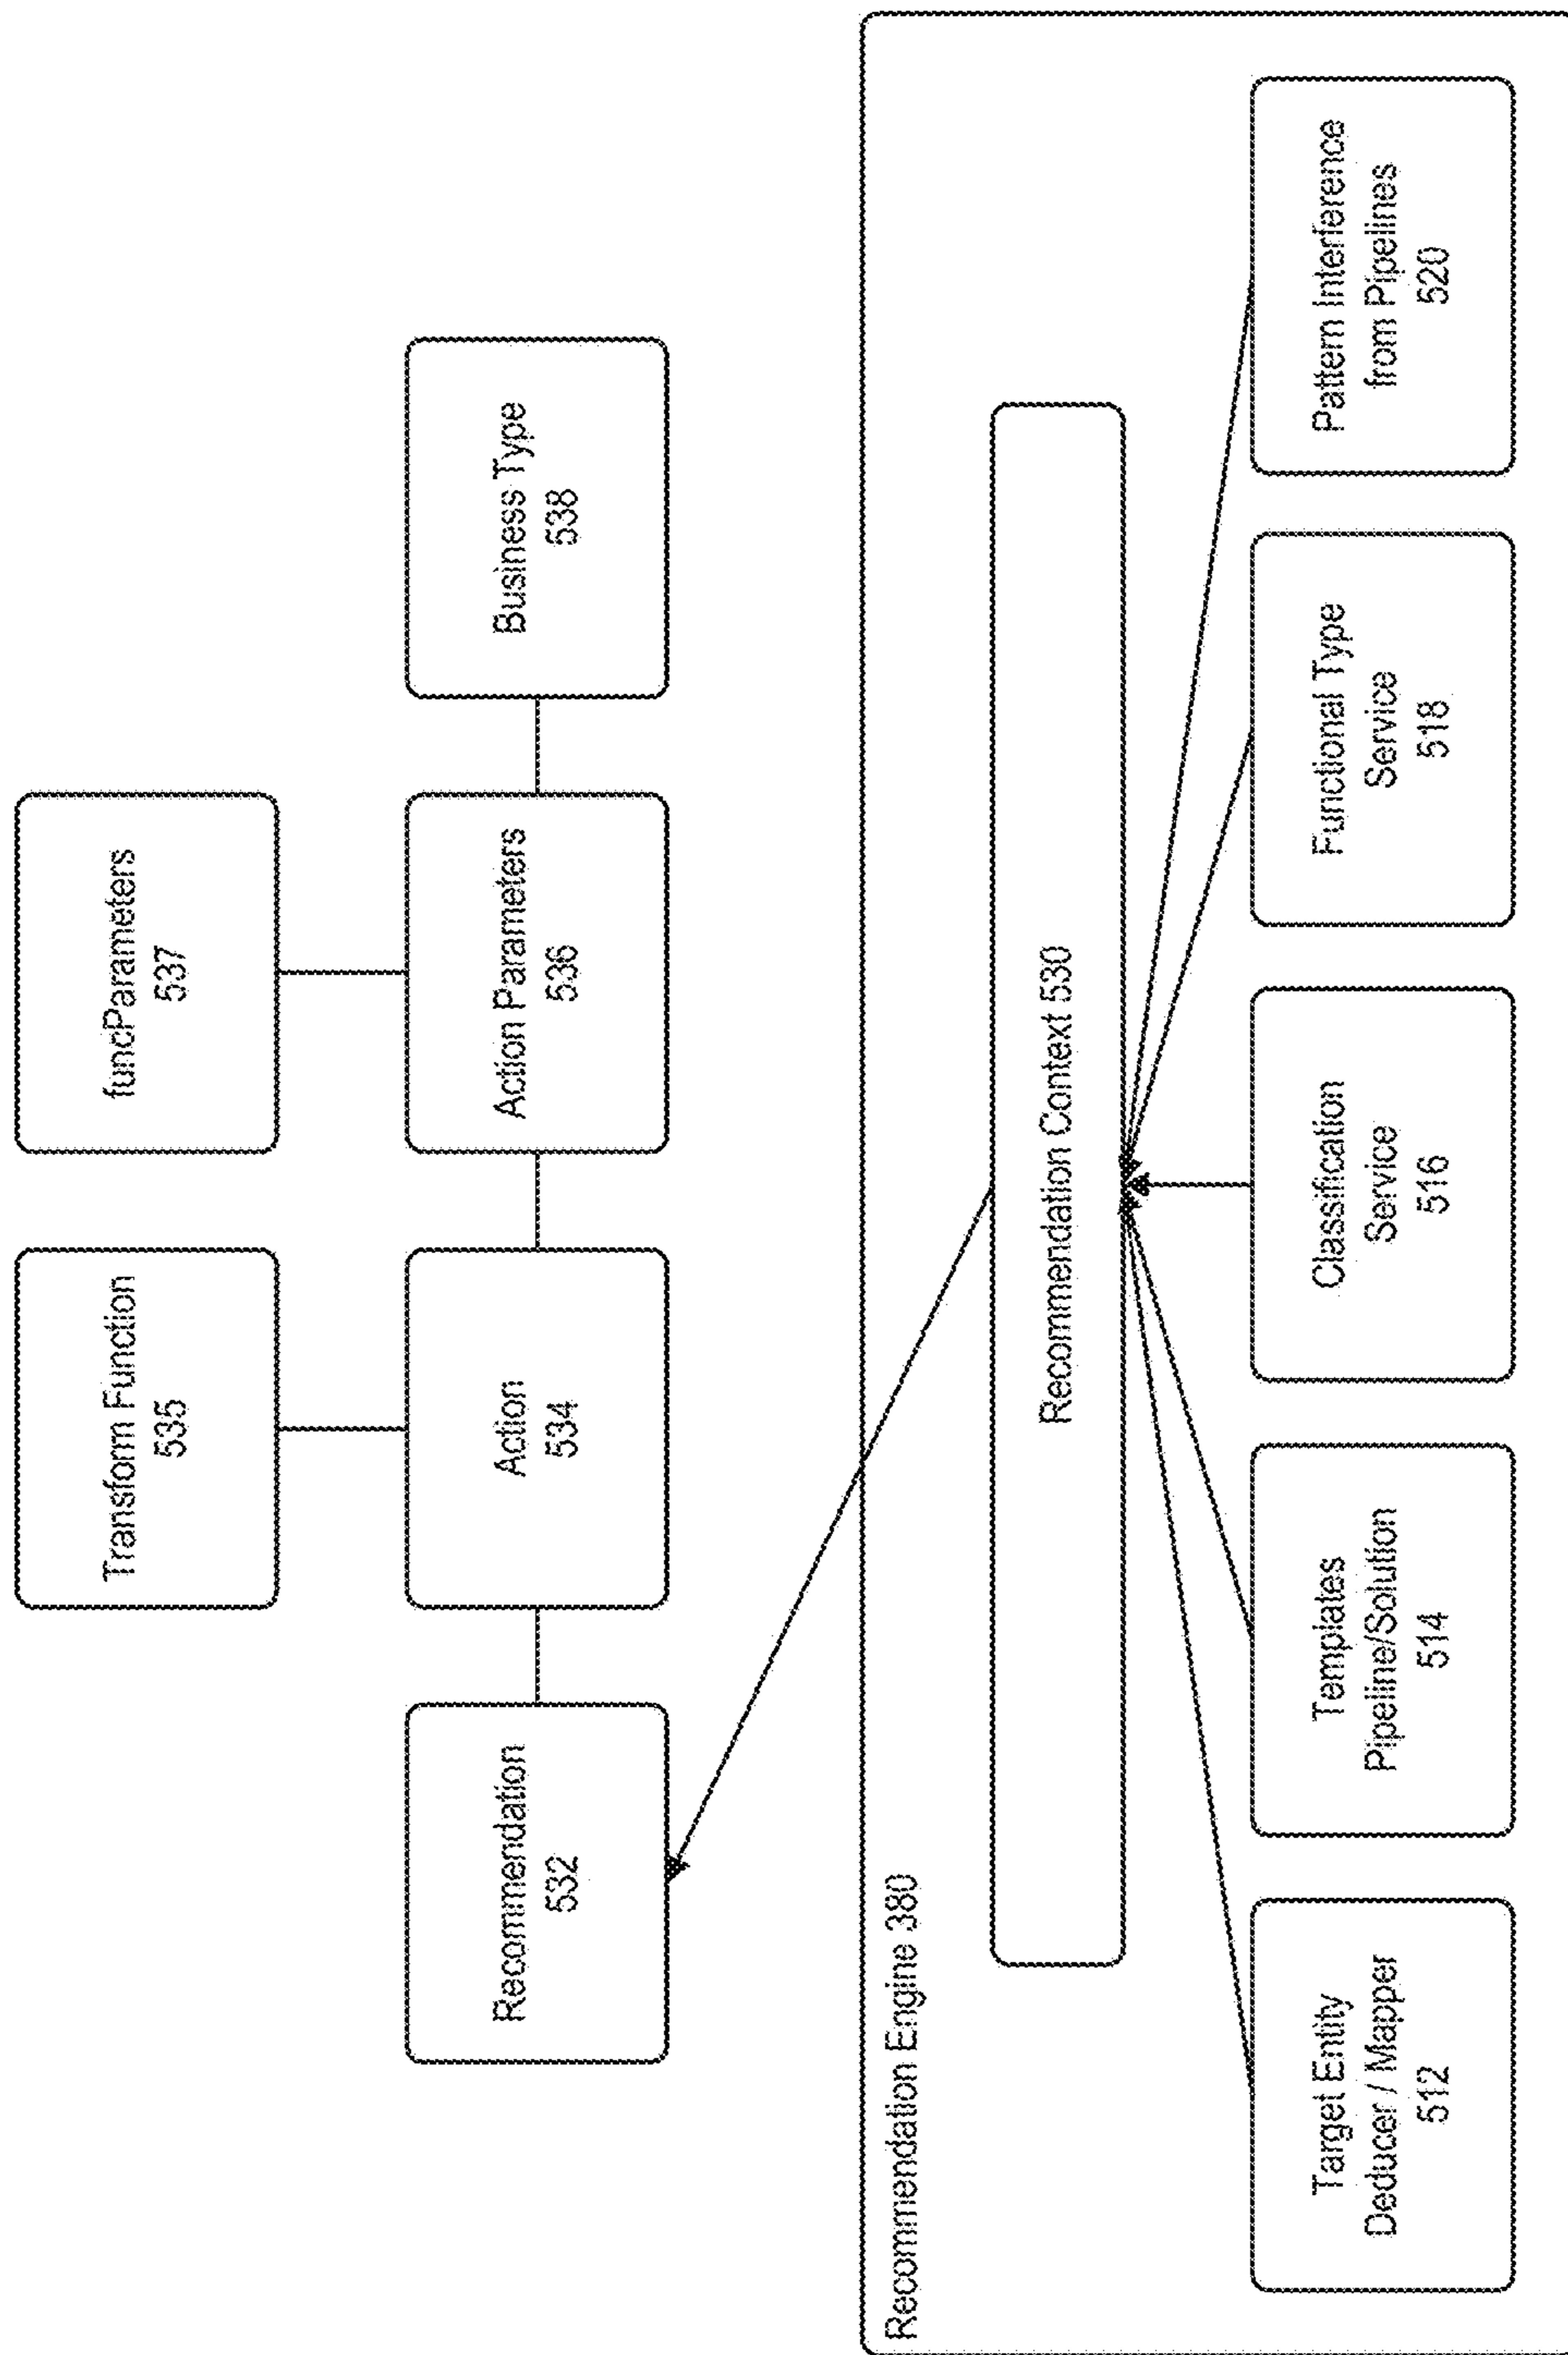 Transform Function
535
funcParameters
537
Recommendation
532
Action
534
Action Parameters
536
Business Type
538
Recommendation Engine 380
Recommendation Context 530
Target Entity
Deducer / Mapper
512
Templates
Pipeline/Solution
514
Classification
Service
516
Functional Type
Service
518
Pattern Interference
from Pipelines
520